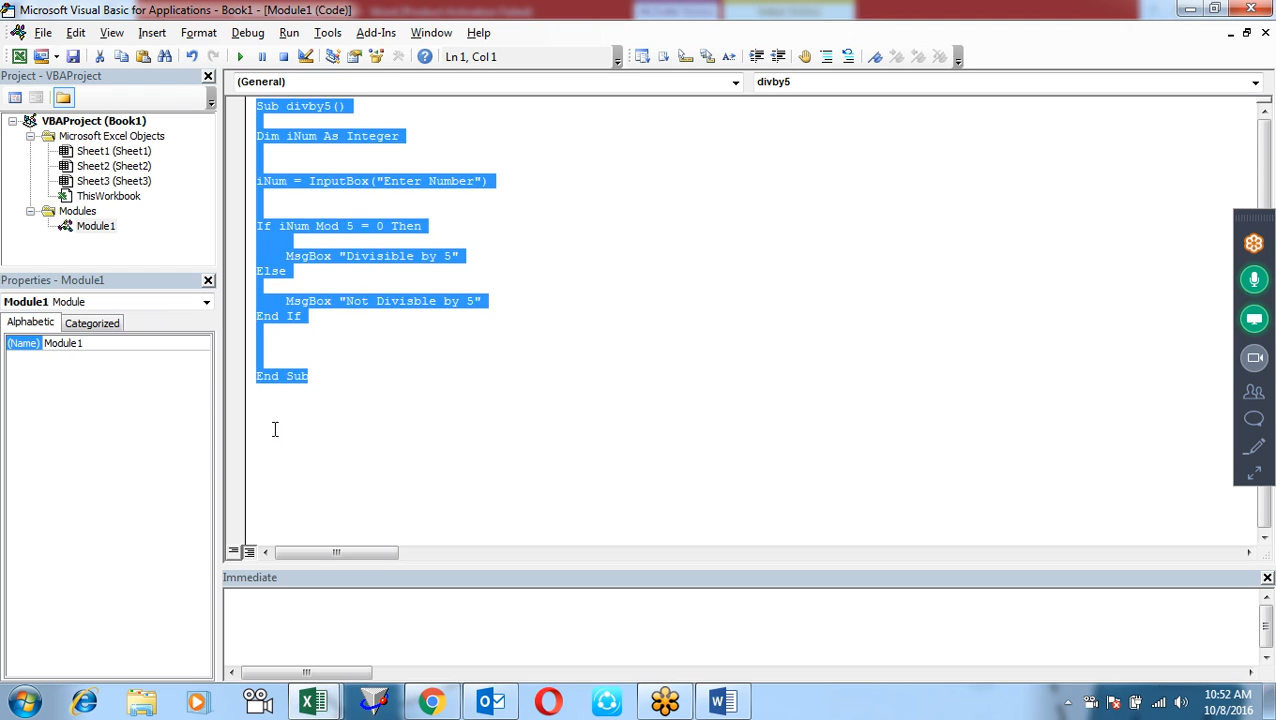 Microsoft Visual Basic for Applications - Book1 - [Module1 (Code)]
File Edit View Insert Format Debug Run Tools Add-Ins Window Help
Ln 1, Col 1
Project - VBAProject
(General)
divby5
VBAProject (Book1)
Microsoft Excel Objects
Sheet1 (Sheet1)
Sheet2 (Sheet2)
Sheet3 (Sheet3)
ThisWorkbook
Modules
Module1
Properties - Module1
Module1 Module
Alphabetic Categorized
(Name) Module1
Sub divby5()
Dim iNum As Integer
iNum = InputBox("Enter Number")
If iNum Mod 5 = 0 Then
MsgBox "Divisible by 5"
Else
MsgBox "Not Divisble by 5"
End If
End Sub
Immediate
10:52 AM
10/8/2016